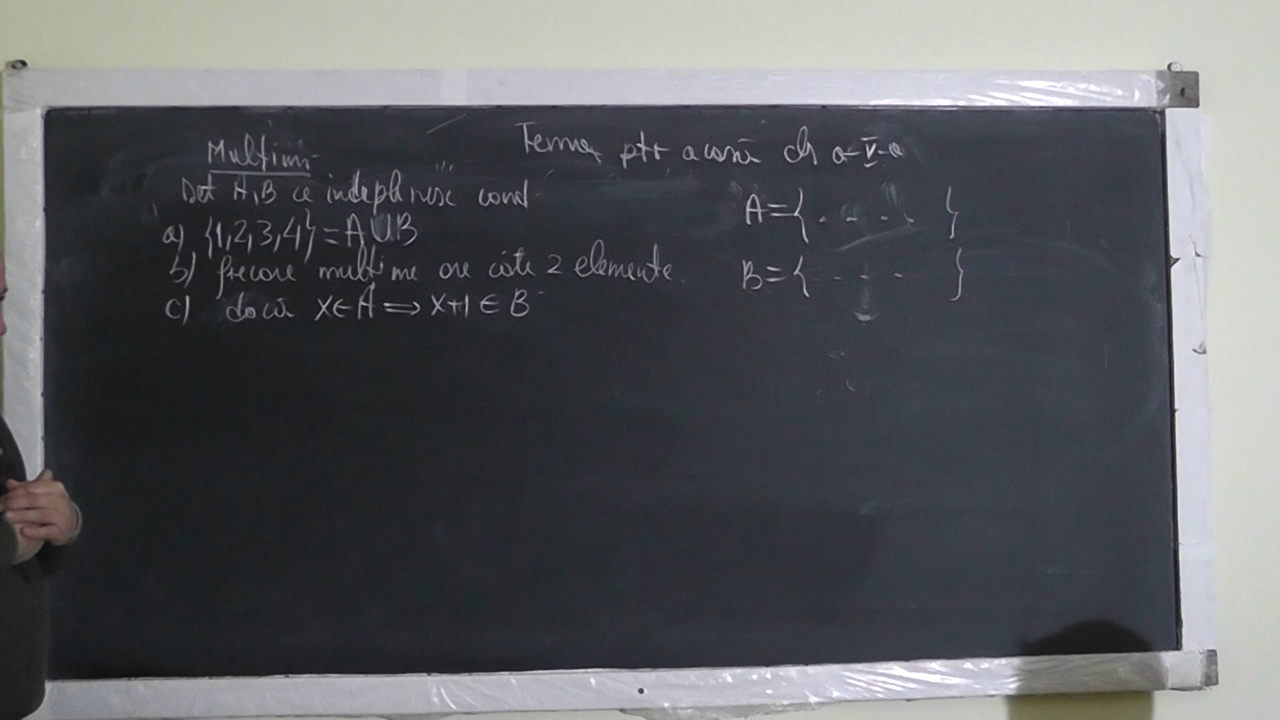 Multimi
Temă ptr acasă cls a-V-a
Det A,B ce indeplinesc cond
a) {1,2,3,4} = A∪B
b) fiecare multime are câte 2 elemente.
c) dacă x∈A ⟹ x+1 ∈ B
A={ . - . . }
B={ - - - - }